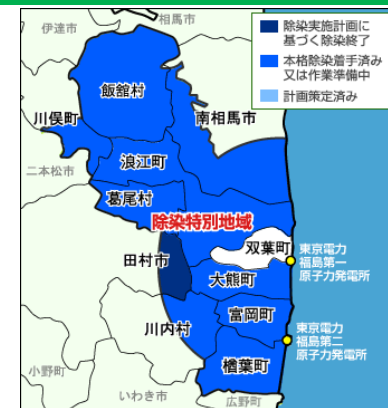 伊達市
相馬市
除染実施計画に
基づく除染終了
本格除染着手済み
又は作業準備中
計画策定済み
飯舘村
川俣町
南相馬市
二本松市
浪江町
葛尾村
除染特別地域
双葉町
東京電力
福島第一
原子力発電所
田村市
大熊町
富岡町
川内村
東京電力
福島第二
原子力発電所
楢葉町
小野町
いわき市
広野町